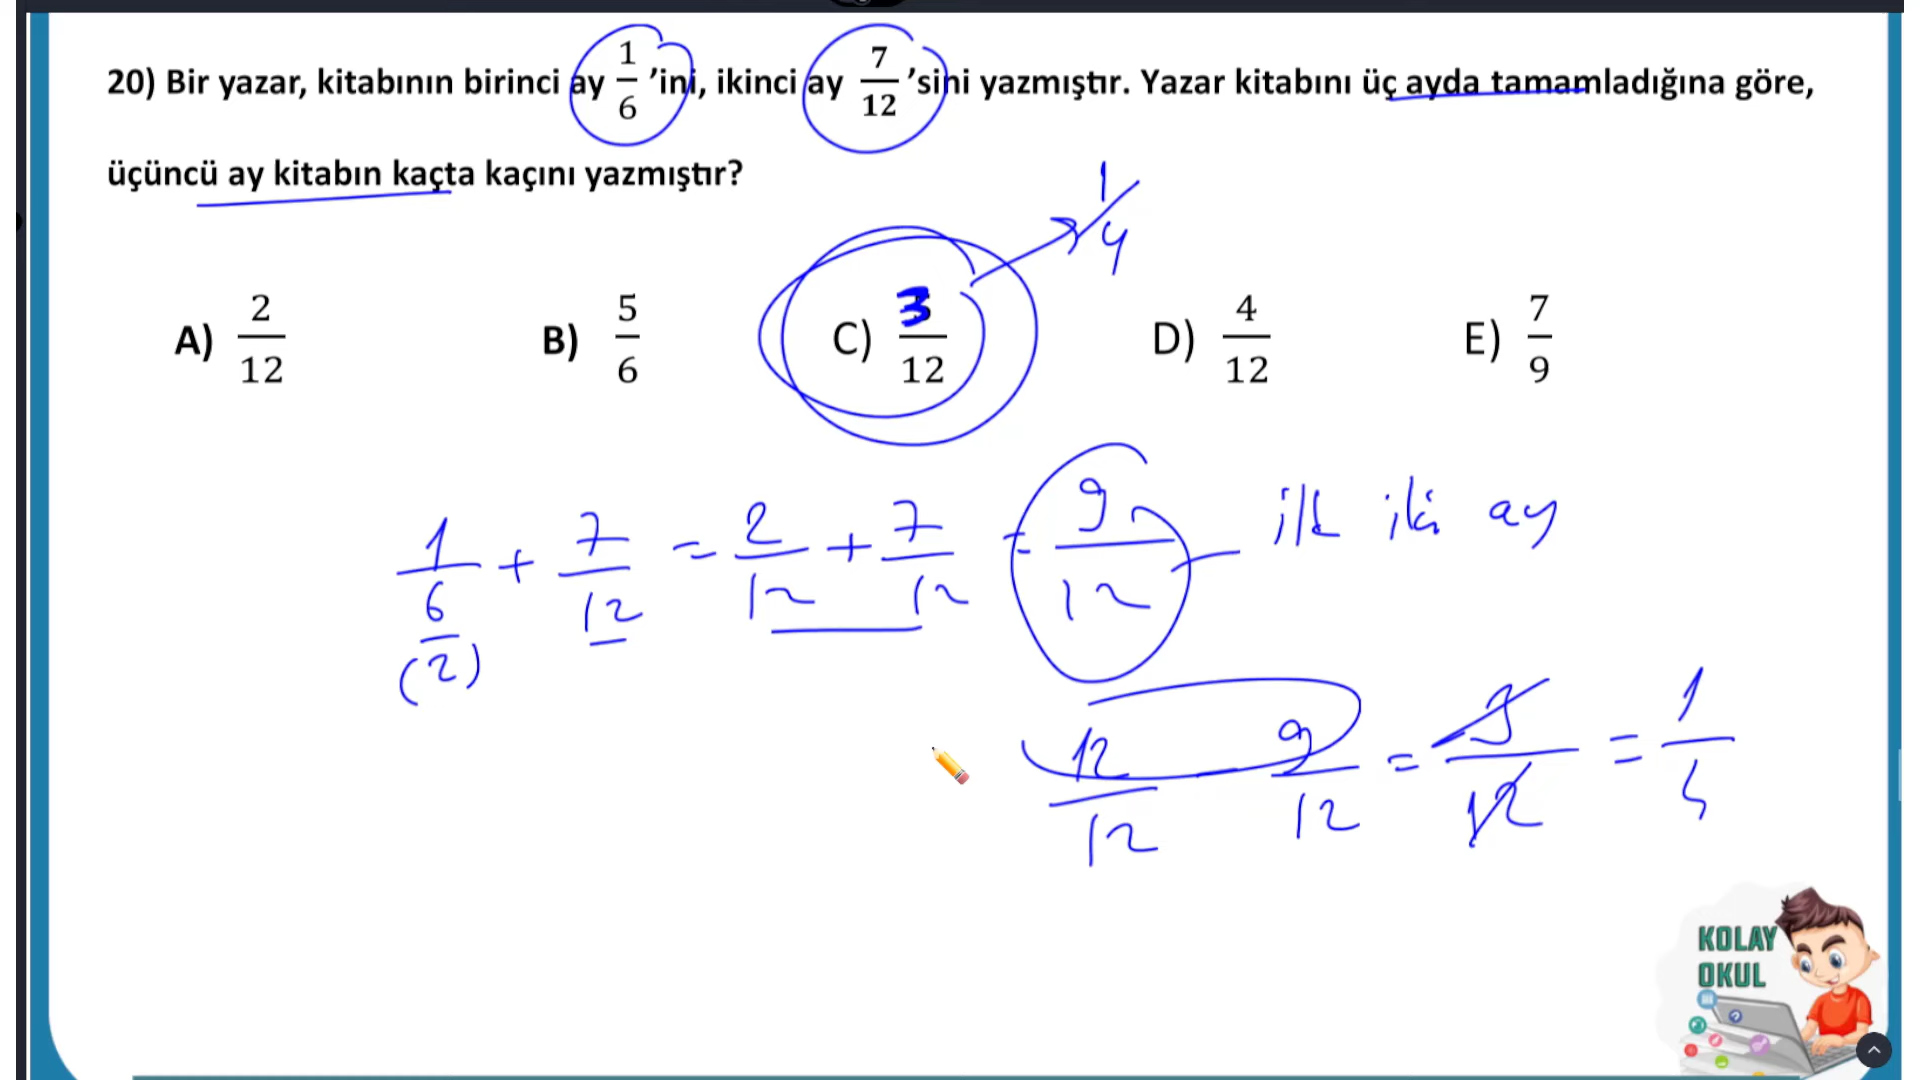 20) Bir yazar, kitabının birinci ay 1/6 ’ini, ikinci ay 7/12 ’sini yazmıştır. Yazar kitabını üç ayda tamamladığına göre,
üçüncü ay kitabın kaçta kaçını yazmıştır?
1/4
A) 2/12 B) 5/6 C) 3/12 D) 4/12 E) 7/9
1/6 + 7/12 = 2/12 + 7/12 = 9/12 ilk iki ay
(2)
12/12 - 9/12 = 3/12 = 1/4
KOLAY
OKUL